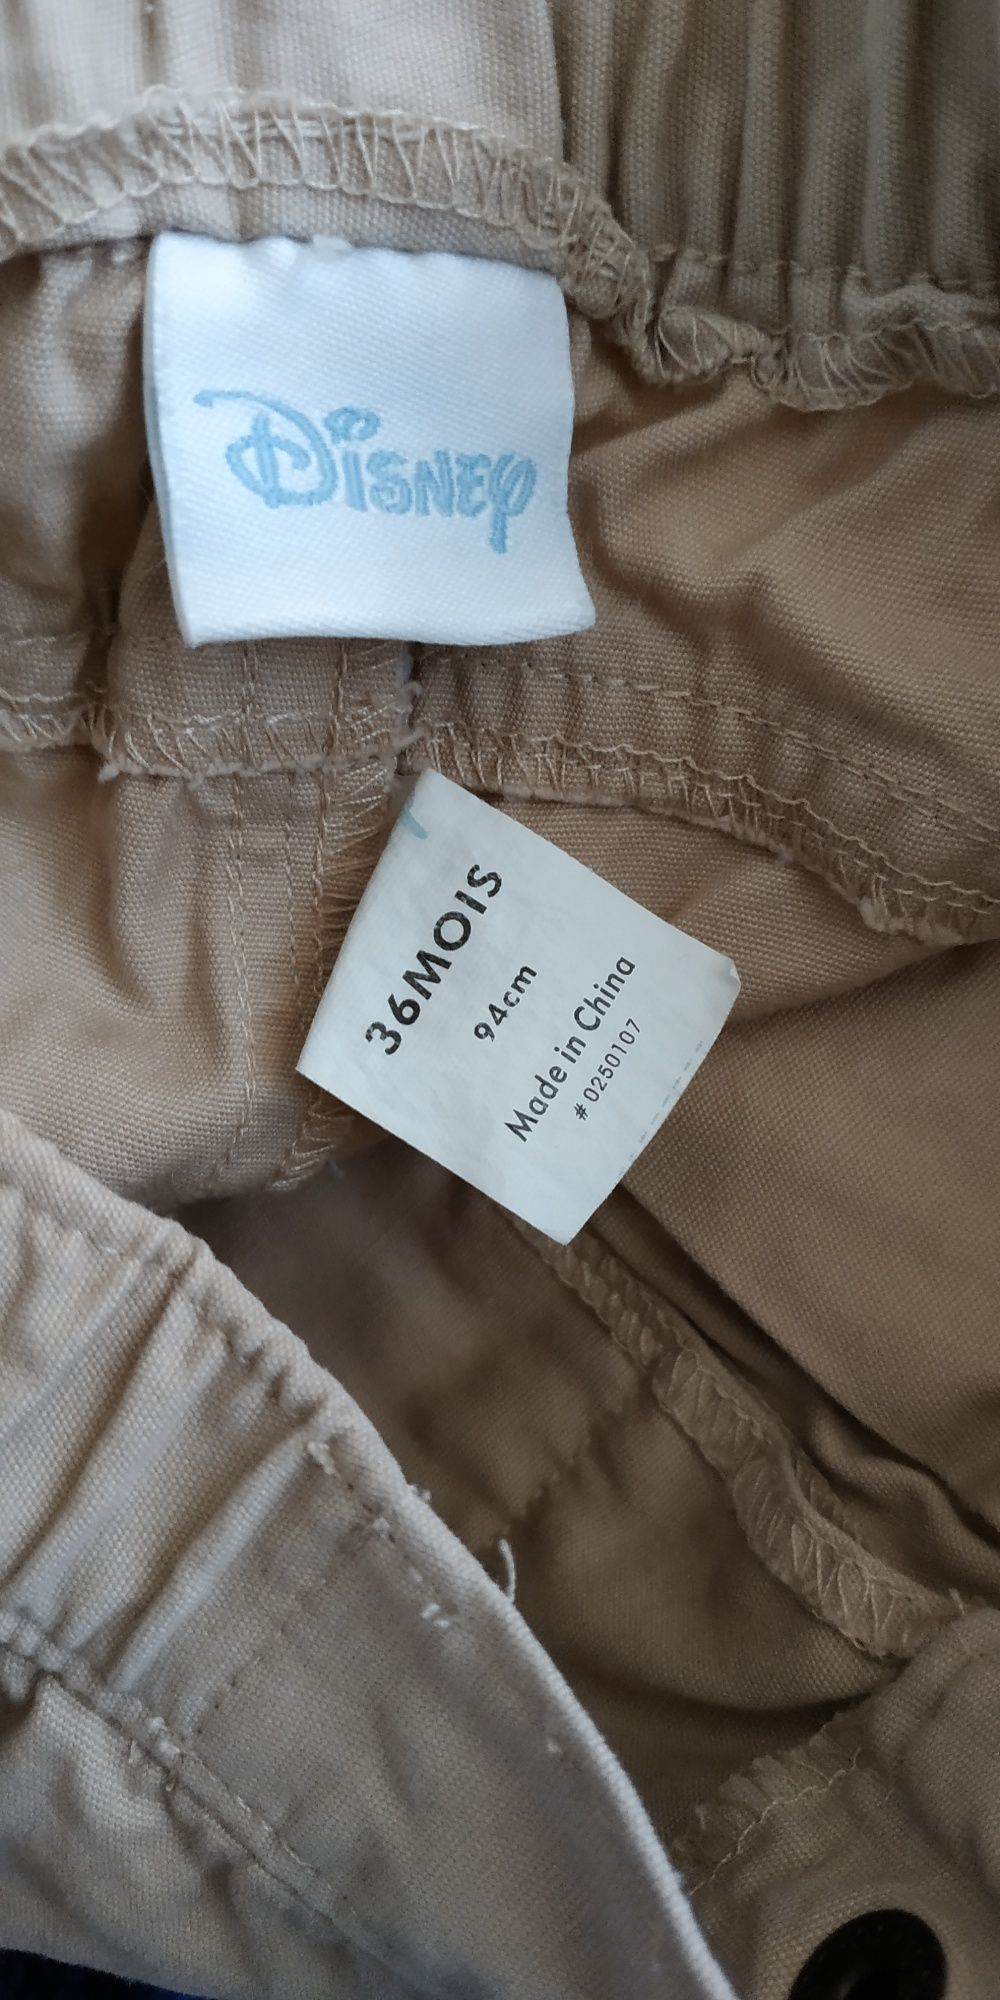 Disney
36MOIS
94cm
Made in China
# 0250107